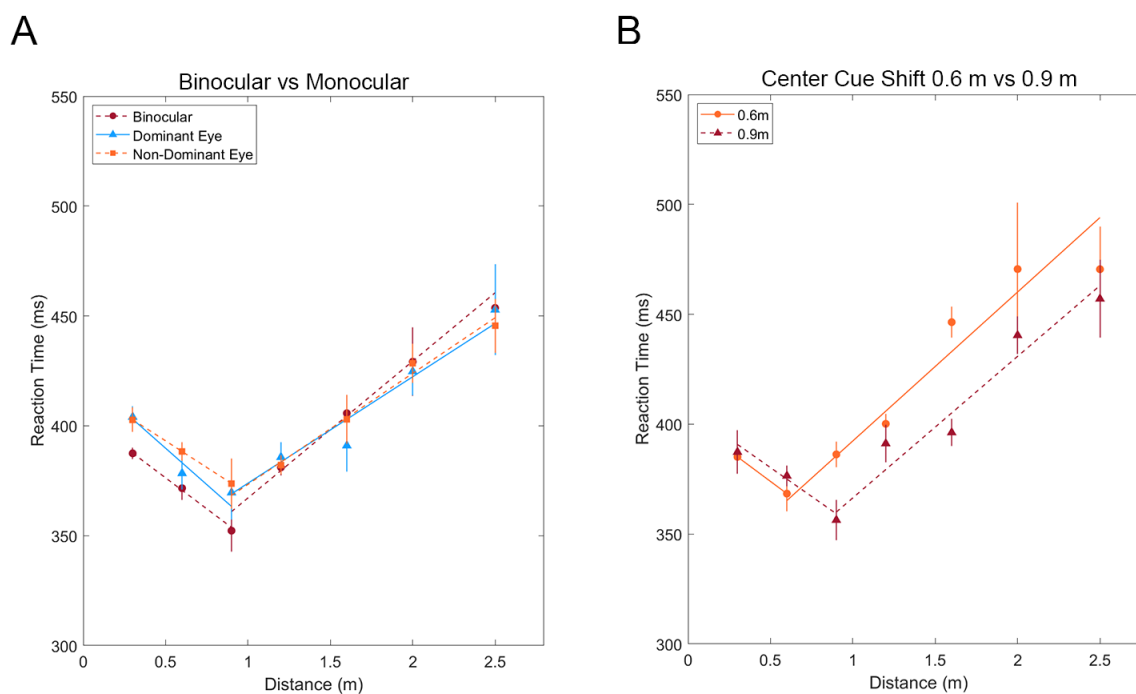 A
Binocular vs Monocular
550
500
450
400
350
300
Reaction Time (ms)
Binocular
Dominant Eye
Non-Dominant Eye
0
0.5
1
1.5
2
2.5
Distance (m)
B
Center Cue Shift 0.6 m vs 0.9 m
550
500
450
400
350
300
Reaction Time (ms)
0.6m
0.9m
0
0.5
1
1.5
2
2.5
Distance (m)